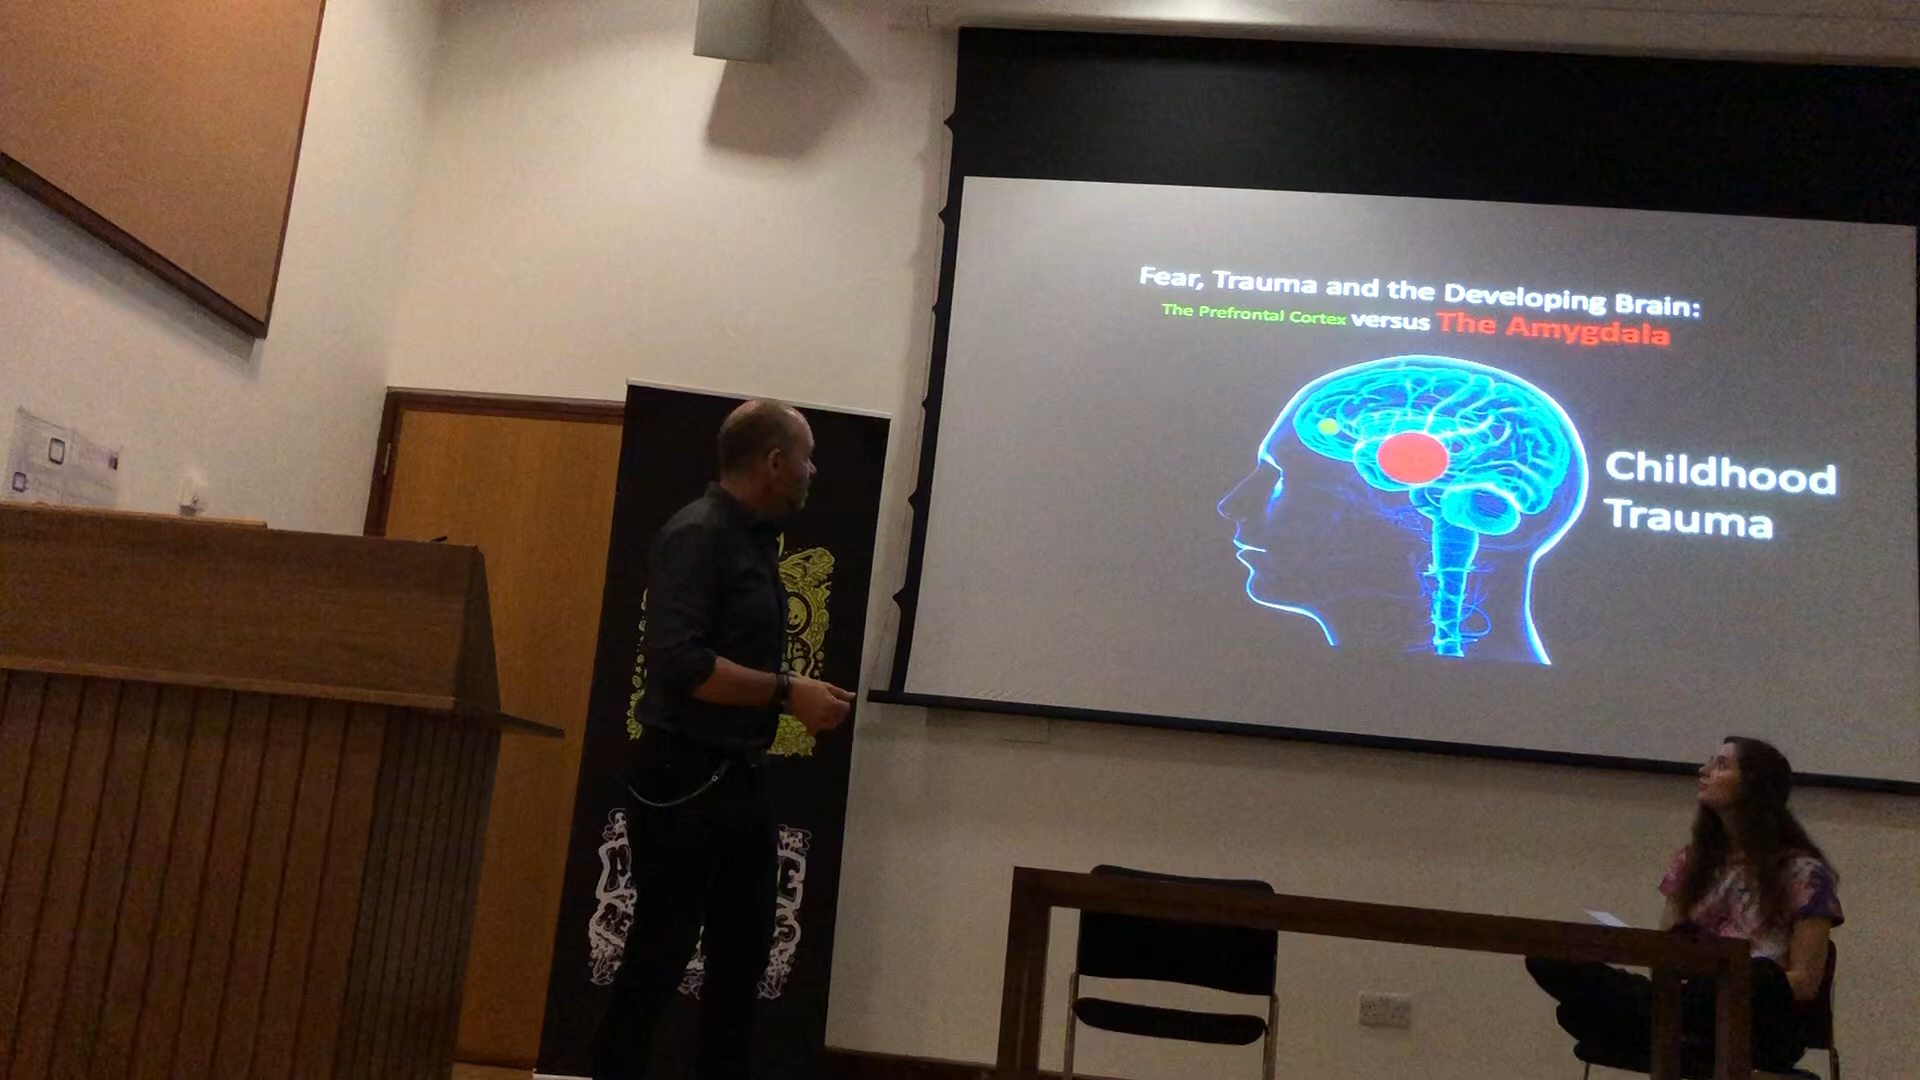 Fear, Trauma and the Developing Brain:
The Prefrontal Cortex versus The Amygdala
Childhood
Trauma